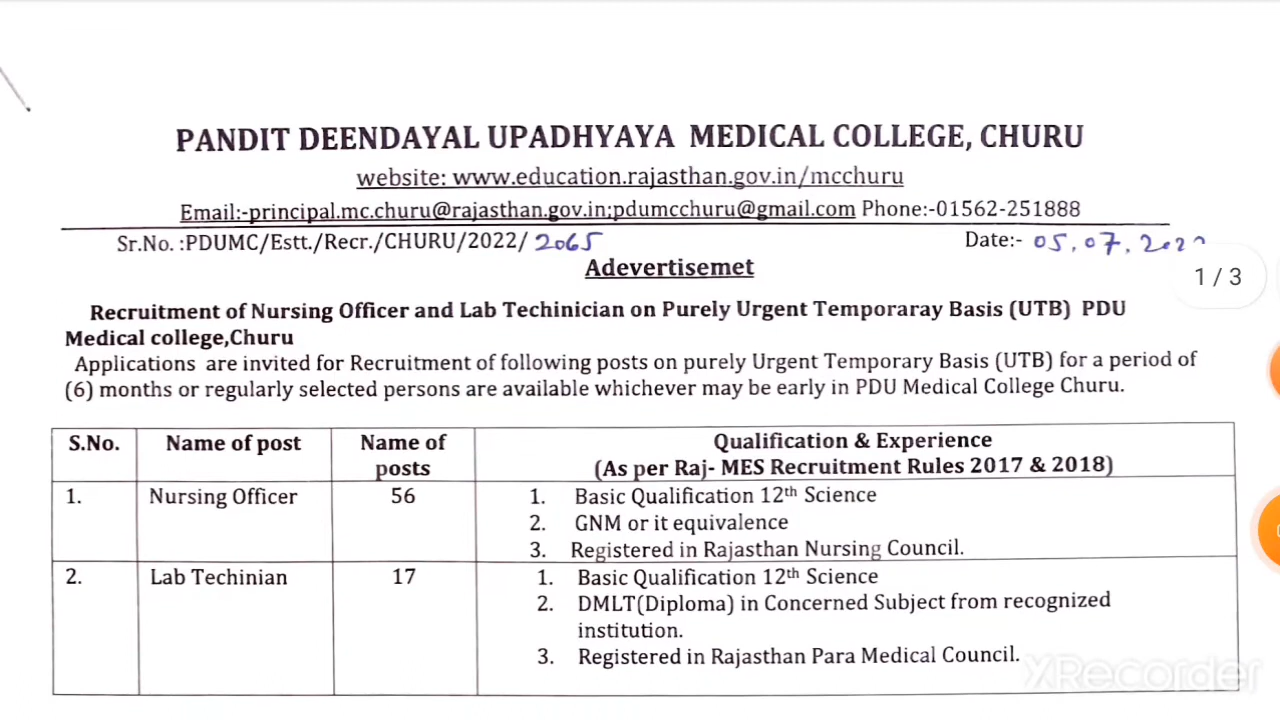 PANDIT DEENDAYAL UPADHYAYA MEDICAL COLLEGE, CHURU
website: www.education.rajasthan.gov.in/mcchuru
Email:-principal.mc.churu@rajasthan.gov.in;pdumcchuru@gmail.com Phone:-01562-251888
Sr.No. :PDUMC/Estt./Recr./CHURU/2022/ 2065 Date:- 05.07.2022
1 / 3
Adevertisemet
Recruitment of Nursing Officer and Lab Techinician on Purely Urgent Temporaray Basis (UTB) PDU
Medical college,Churu
Applications are invited for Recruitment of following posts on purely Urgent Temporary Basis (UTB) for a period of
(6) months or regularly selected persons are available whichever may be early in PDU Medical College Churu.
S.No. Name of post Name of posts Qualification & Experience
(As per Raj- MES Recruitment Rules 2017 & 2018)
1. Nursing Officer 56 1. Basic Qualification 12th Science
2. GNM or it equivalence
3. Registered in Rajasthan Nursing Council.
2. Lab Techinian 17 1. Basic Qualification 12th Science
2. DMLT(Diploma) in Concerned Subject from recognized
institution.
3. Registered in Rajasthan Para Medical Council.
XRecorder